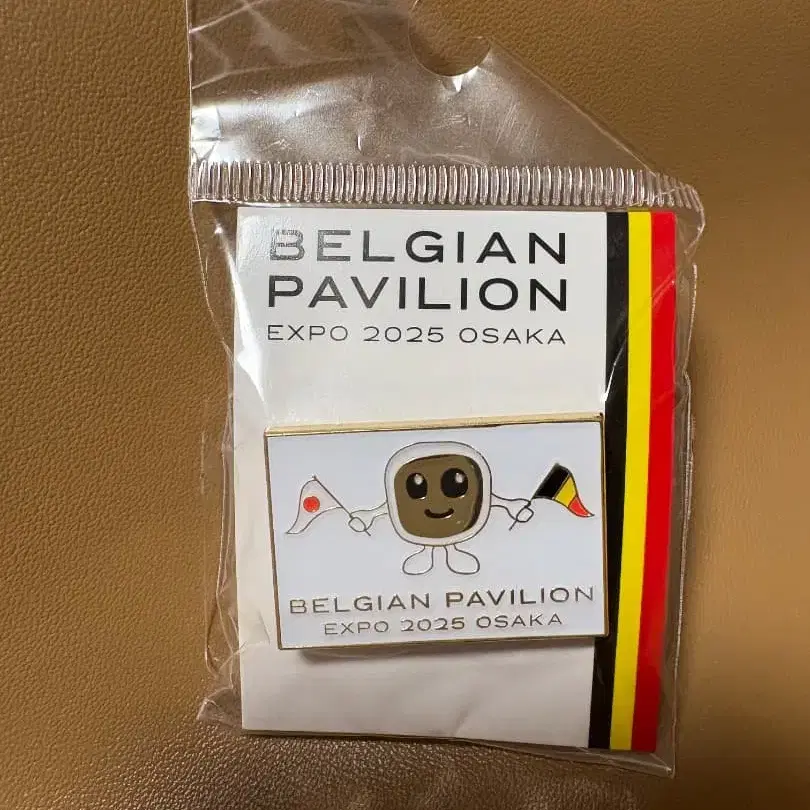 BELGIAN
PAVILION
EXPO 2025 OSAKA
BELGIAN PAVILION
EXPO 2025 OSAKA